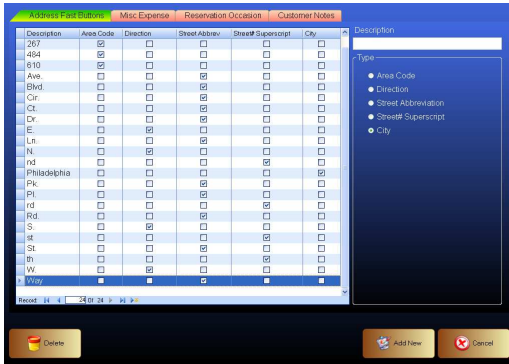 Address Fast Buttons Misc Expense Reservation Occasion Customer Notes
Description Area Code Direction Street Abbrev Street# Superscript City
267
484
610
Ave.
Blvd.
Cir.
Ct.
Dr.
E.
Ln.
N.
nd
Philadelphia
Pk.
Pl.
rd
Rd.
S.
st
St.
th
W.
Way
Record: 24 Of 24
Description
Type
Area Code
Direction
Street Abbreviation
Street# Superscript
City
Delete
Add New
Cancel